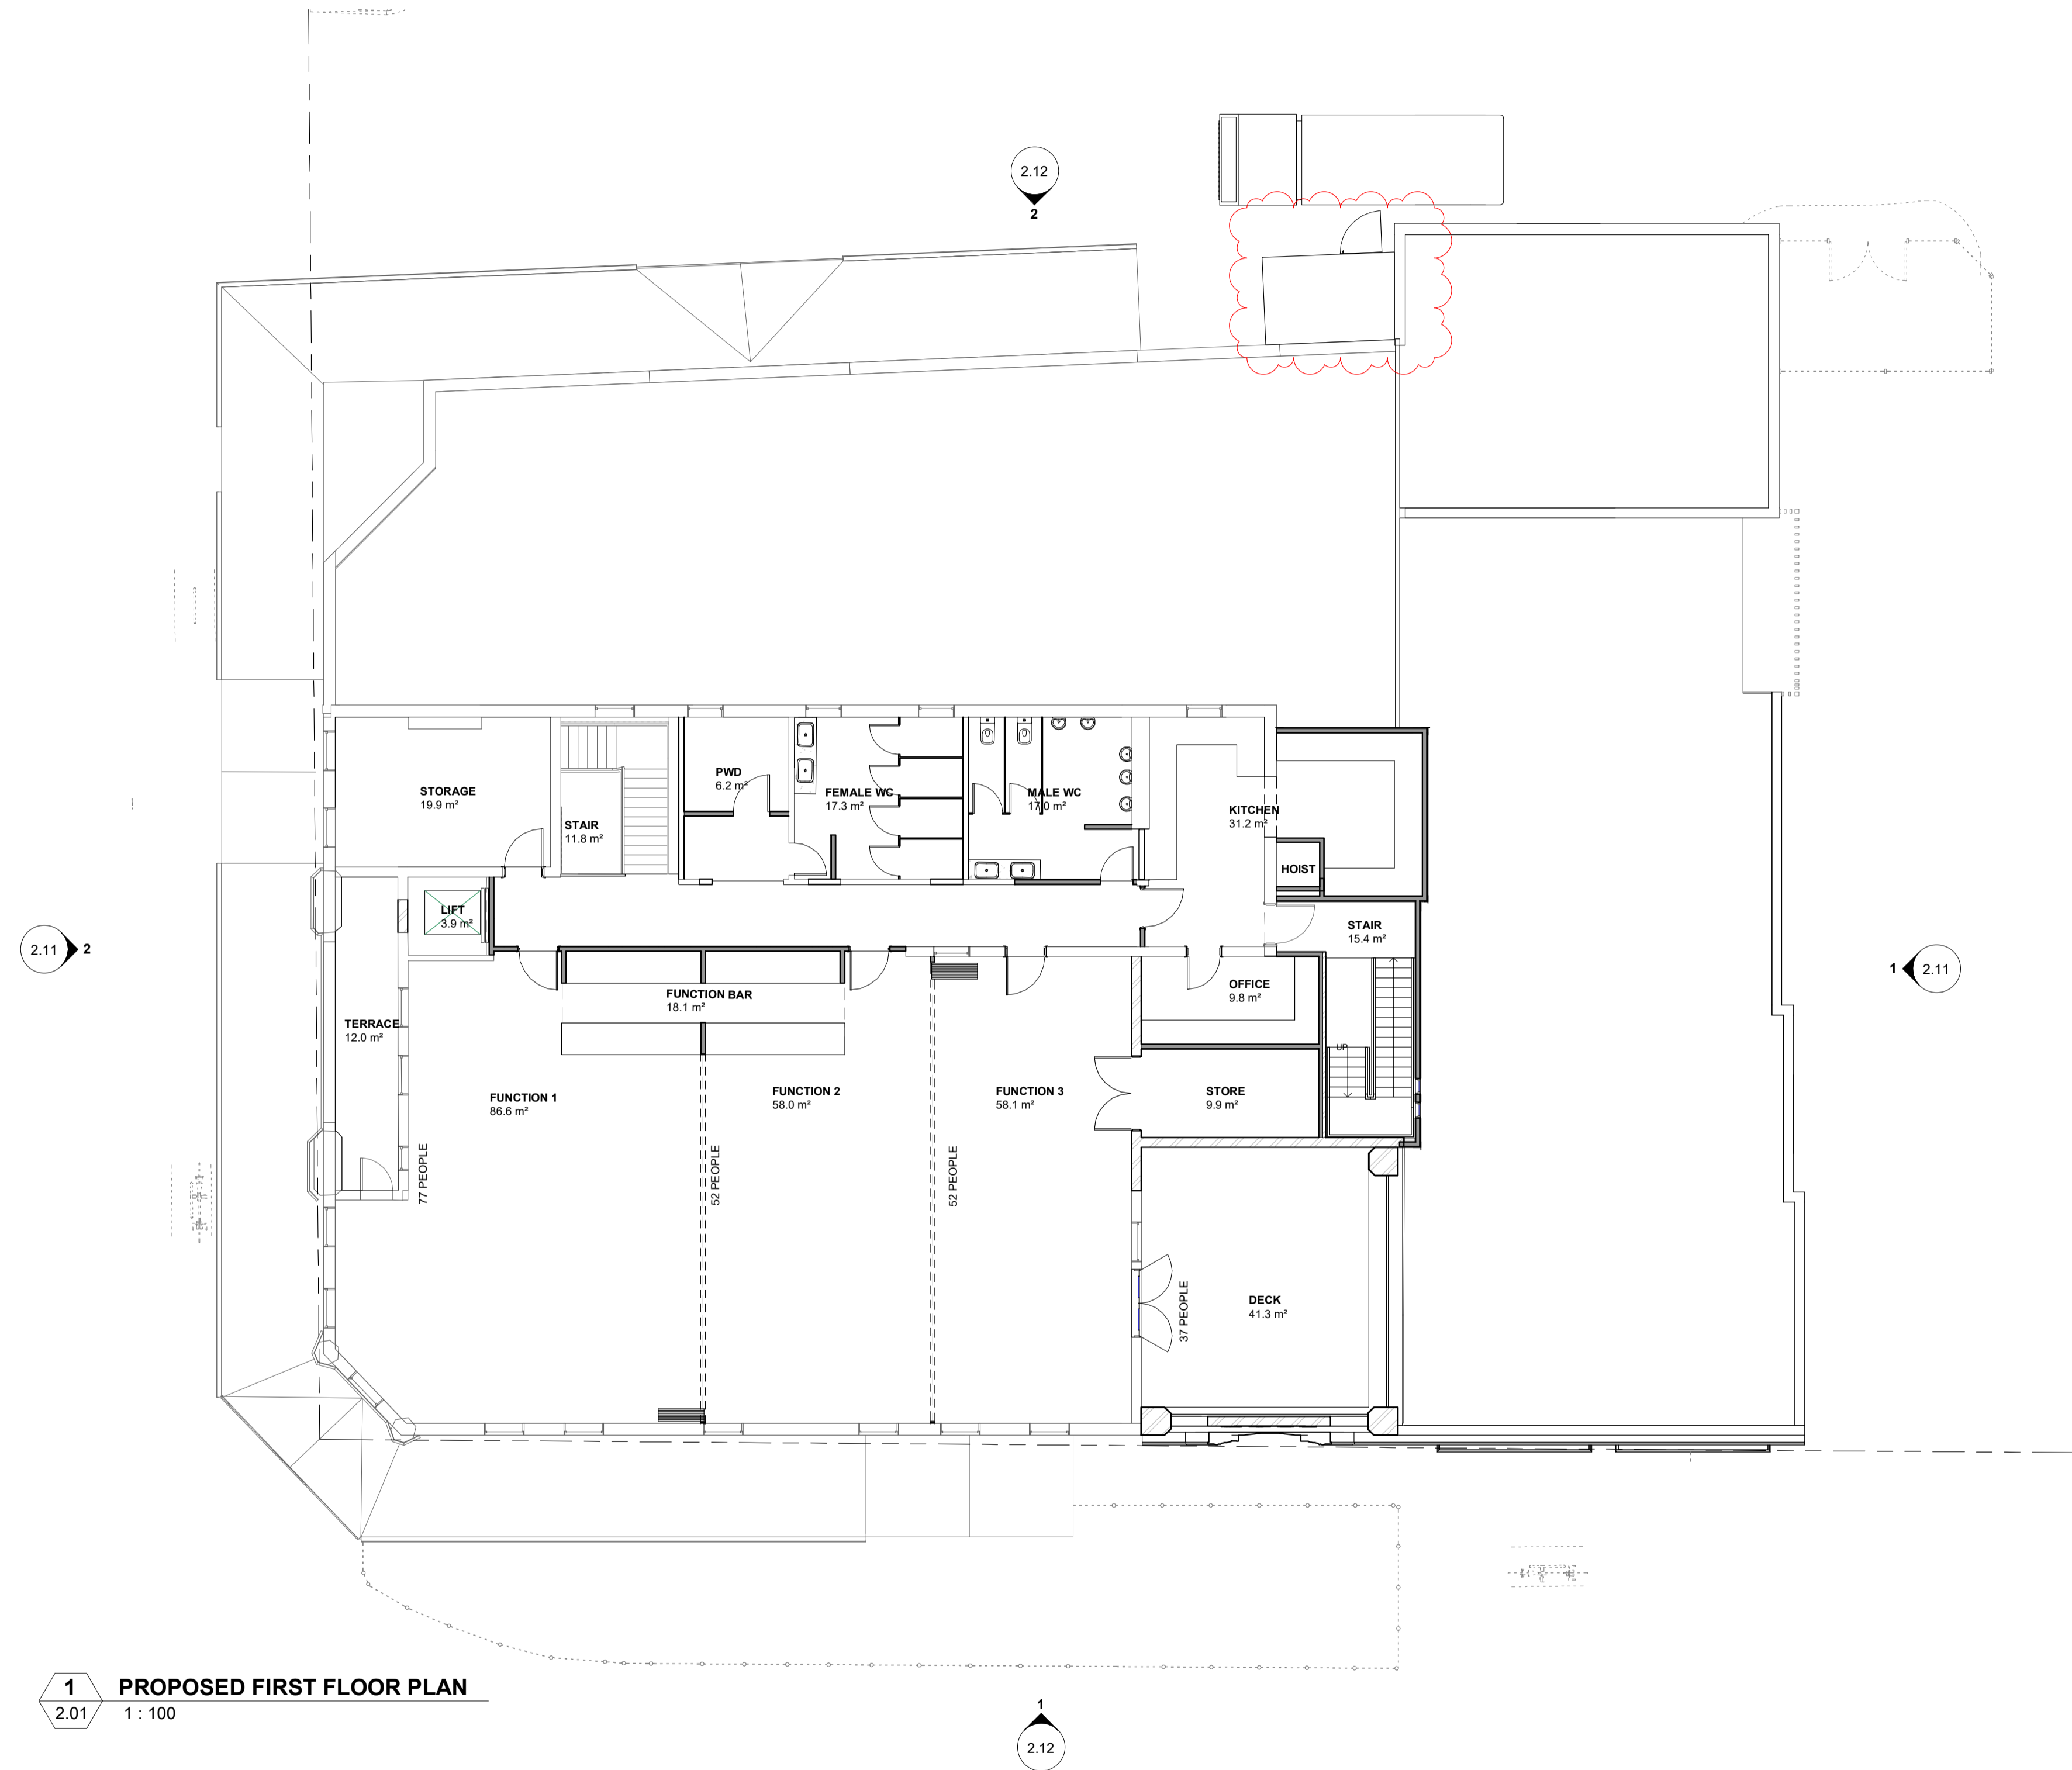 2.12
2
PWD
6.2 m²
STORAGE
19.9 m²
FEMALE WC
17.3 m²
MALE WC
17.0 m²
KITCHEN
31.2 m²
STAIR
11.8 m²
HOIST
LIFT
3.9 m²
STAIR
15.4 m²
2.11
2
1
2.11
OFFICE
9.8 m²
FUNCTION BAR
18.1 m²
TERRACE
12.0 m²
UP
FUNCTION 1
86.6 m²
FUNCTION 2
58.0 m²
FUNCTION 3
58.1 m²
STORE
9.9 m²
77 PEOPLE
52 PEOPLE
52 PEOPLE
37 PEOPLE
DECK
41.3 m²
1
PROPOSED FIRST FLOOR PLAN
2.01
1 : 100
1
2.12